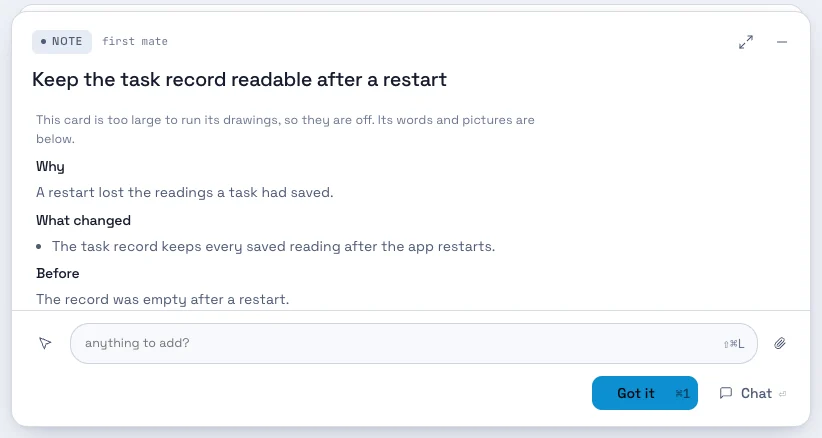 NOTE first mate
Keep the task record readable after a restart
This card is too large to run its drawings, so they are off. Its words and pictures are
below.
Why
A restart lost the readings a task had saved.
What changed
• The task record keeps every saved reading after the app restarts.
Before
The record was empty after a restart.
anything to add? ⇧⌘L
Got it ⌘1 Chat ⏎